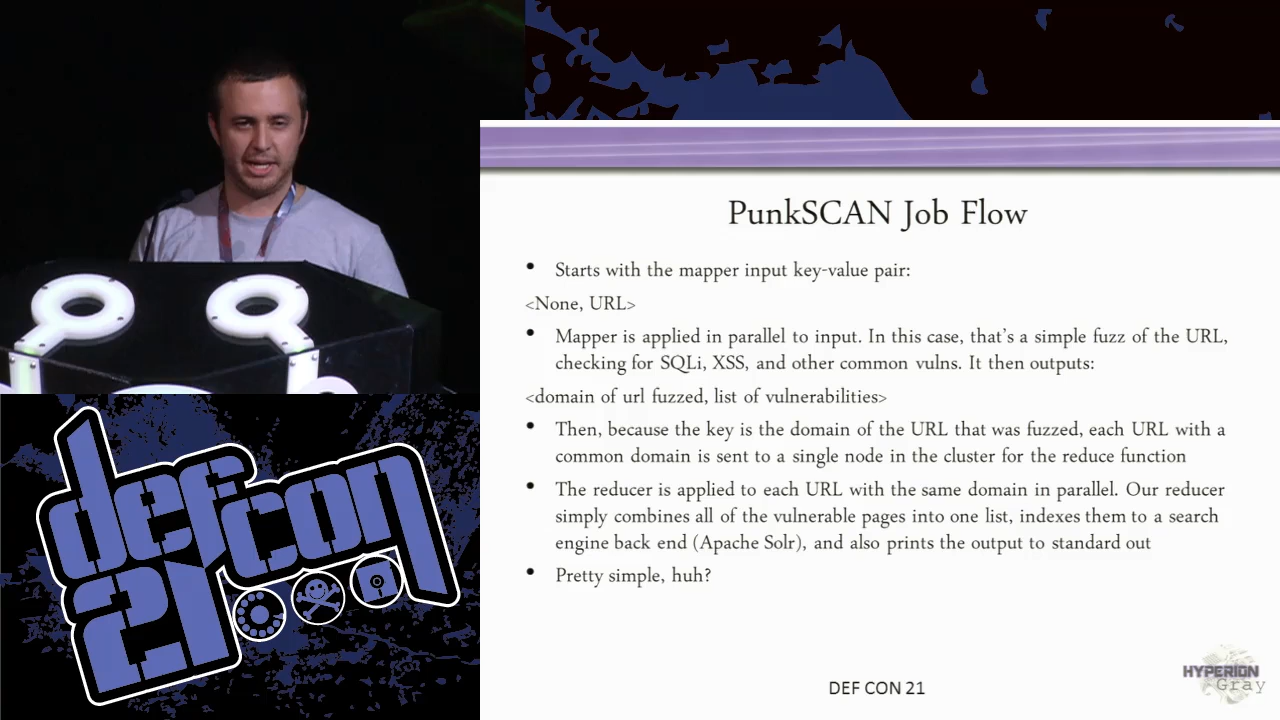 PunkSCAN Job Flow
• Starts with the mapper input key-value pair:
<None, URL>
• Mapper is applied in parallel to input. In this case, that's a simple fuzz of the URL,
checking for SQLi, XSS, and other common vulns. It then outputs:
<domain of url fuzzed, list of vulnerabilities>
• Then, because the key is the domain of the URL that was fuzzed, each URL with a
common domain is sent to a single node in the cluster for the reduce function
• The reducer is applied to each URL with the same domain in parallel. Our reducer
simply combines all of the vulnerable pages into one list, indexes them to a search
engine back end (Apache Solr), and also prints the output to standard out
• Pretty simple, huh?
DEF CON 21
HYPERION
Gray
defcon
21